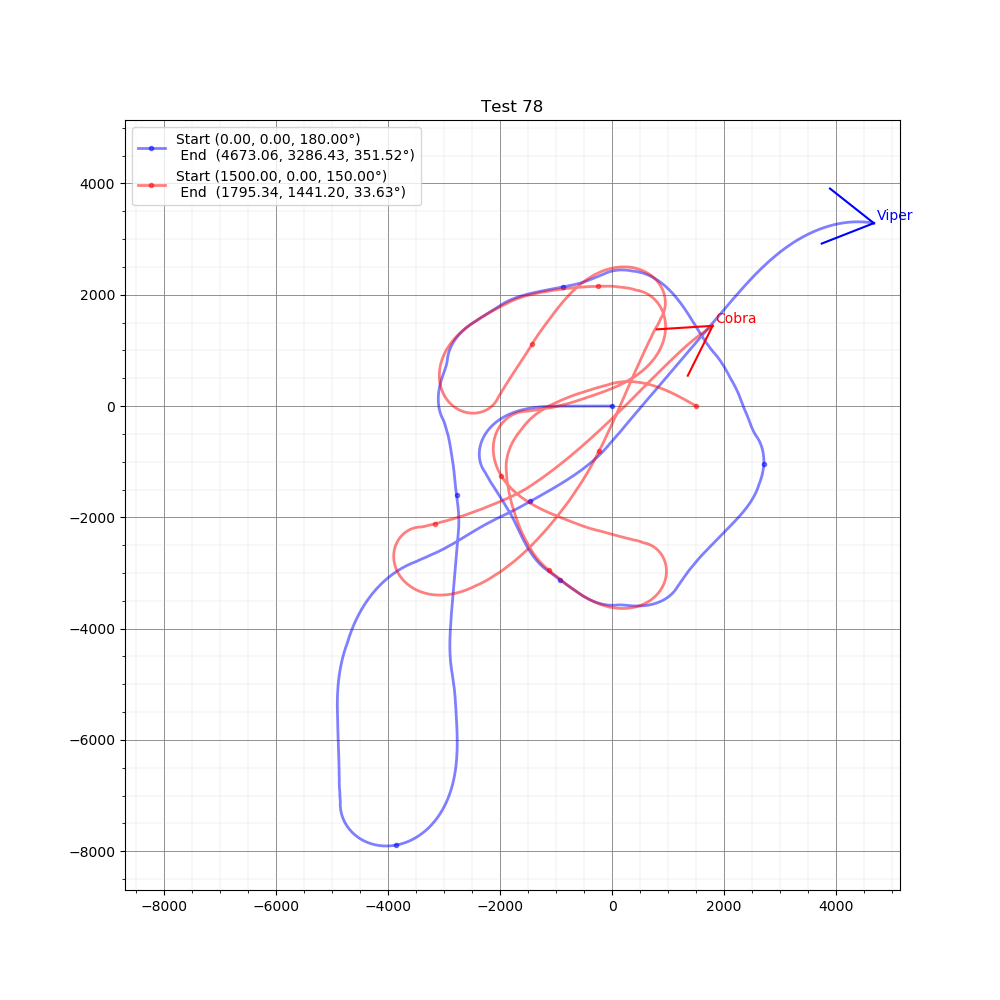 Test 78
Start (0.00, 0.00, 180.00°)
End (4673.06, 3286.43, 351.52°)
Start (1500.00, 0.00, 150.00°)
End (1795.34, 1441.20, 33.63°)
4000
Viper
2000
Cobra
0
−2000
−4000
−6000
−8000
−8000 −6000 −4000 −2000 0 2000 4000